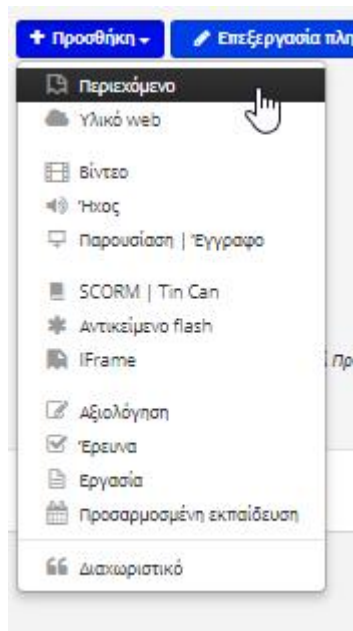 Προσθήκη
Επεξεργασία
Περιεχόμενο
Υλικό web
Βίντεο
Ήχος
Παρουσίαση | Έγγραφο
SCORM | Tin Can
Αντικείμενο flash
IFrame
Αξιολόγηση
Έρευνα
Εργασία
Προσαρμοσμένη εκπαίδευση
Διαχωριστικό